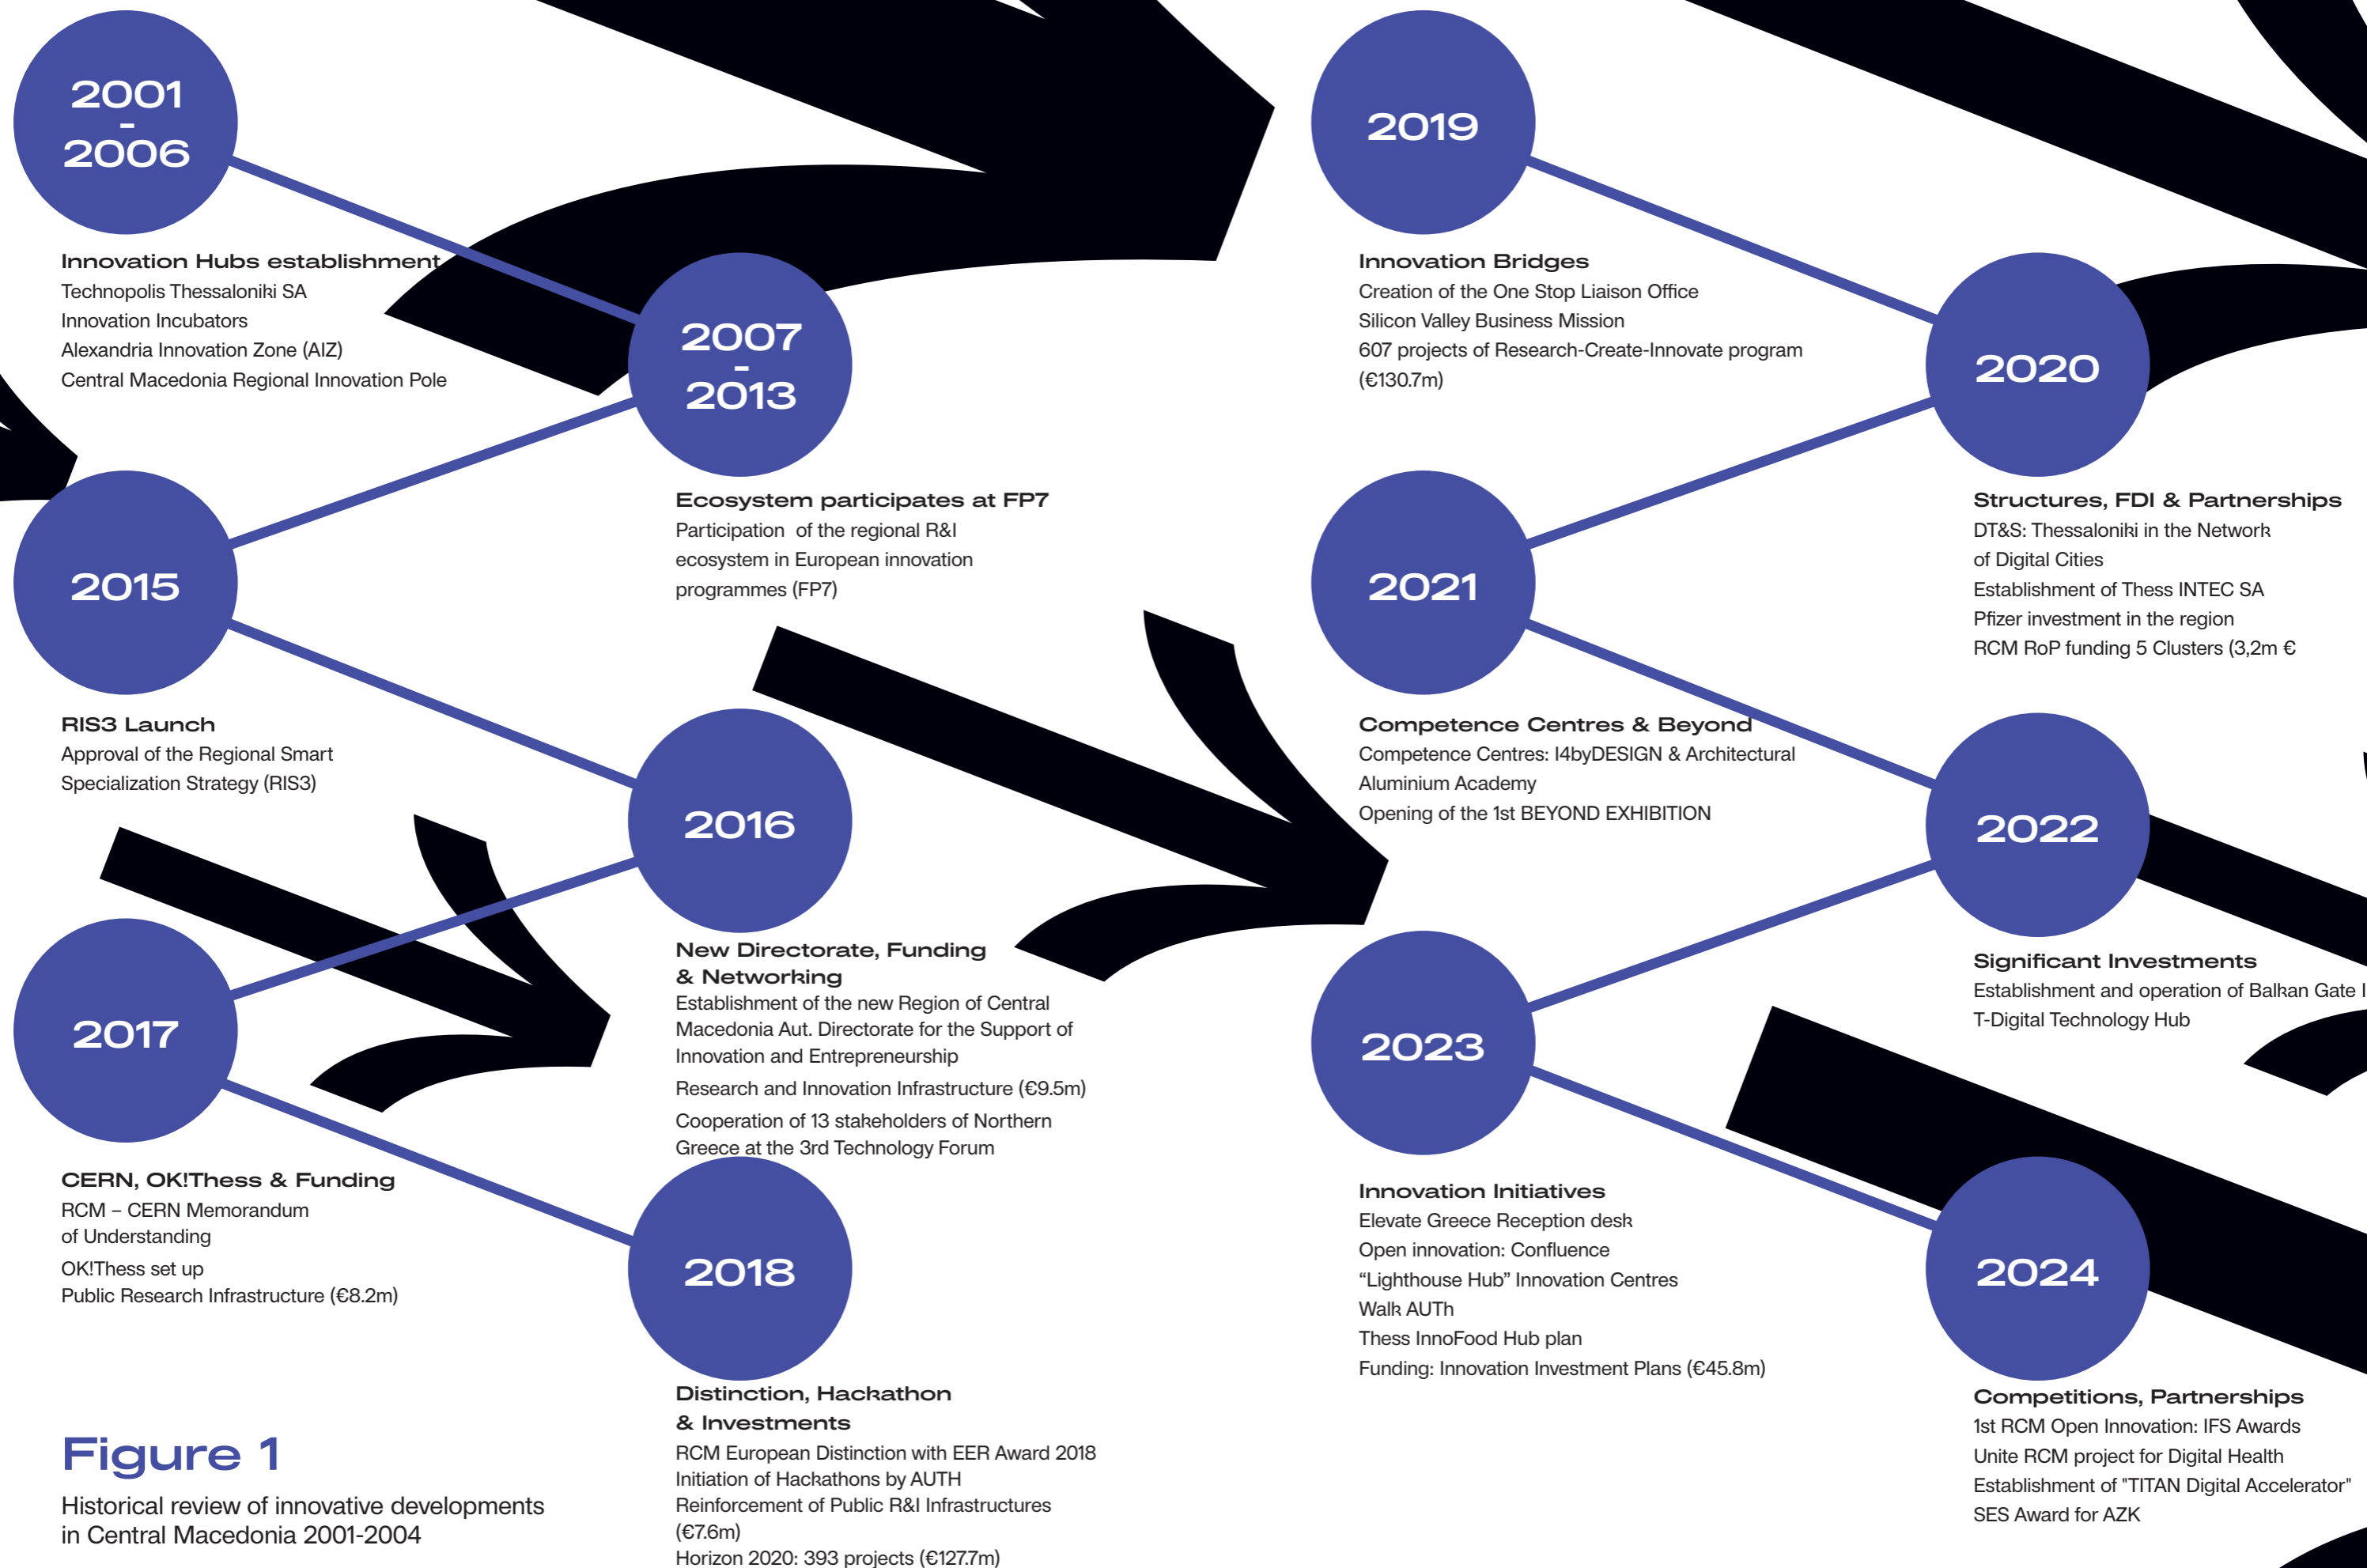 2001
-
2006
Innovation Hubs establishment
Technopolis Thessaloniki SA
Innovation Incubators
Alexandria Innovation Zone (AIZ)
Central Macedonia Regional Innovation Pole
2007
-
2013
Ecosystem participates at FP7
Participation  of the regional R&I
ecosystem in European innovation
programmes (FP7)
2015
RIS3 Launch
Approval of the Regional Smart
Specialization Strategy (RIS3)
2016
New Directorate, Funding
& Networking
Establishment of the new Region of Central
Macedonia Aut. Directorate for the Support of
Innovation and Entrepreneurship
Research and Innovation Infrastructure (€9.5m)
Cooperation of 13 stakeholders of Northern
Greece at the 3rd Technology Forum
2017
CERN, OK!Thess & Funding
RCM – CERN Memorandum
of Understanding
OK!Thess set up
Public Research Infrastructure (€8.2m)
2018
Distinction, Hackathon
& Investments
RCM European Distinction with EER Award 2018
Initiation of Hackathons by AUTH
Reinforcement of Public R&I Infrastructures
(€7.6m)
Horizon 2020: 393 projects (€127.7m)
Figure 1
Historical review of innovative developments
in Central Macedonia 2001-2004
2019
Innovation Bridges
Creation of the One Stop Liaison Office
Silicon Valley Business Mission
607 projects of Research-Create-Innovate program
(€130.7m)
2020
Structures, FDI & Partnerships
DT&S: Thessaloniki in the Network
of Digital Cities
Establishment of Thess INTEC SA
Pfizer investment in the region
RCM RoP funding 5 Clusters (3,2m €
2021
Competence Centres & Beyond
Competence Centres: I4byDESIGN & Architectural
Aluminium Academy
Opening of the 1st BEYOND EXHIBITION
2022
Significant Investments
Establishment and operation of Balkan Gate I
T-Digital Technology Hub
2023
Innovation Initiatives
Elevate Greece Reception desk
Open innovation: Confluence
“Lighthouse Hub” Innovation Centres
Walk AUTh
Thess InnoFood Hub plan
Funding: Innovation Investment Plans (€45.8m)
2024
Competitions, Partnerships
1st RCM Open Innovation: IFS Awards
Unite RCM project for Digital Health
Establishment of "TITAN Digital Accelerator"
SES Award for AZK